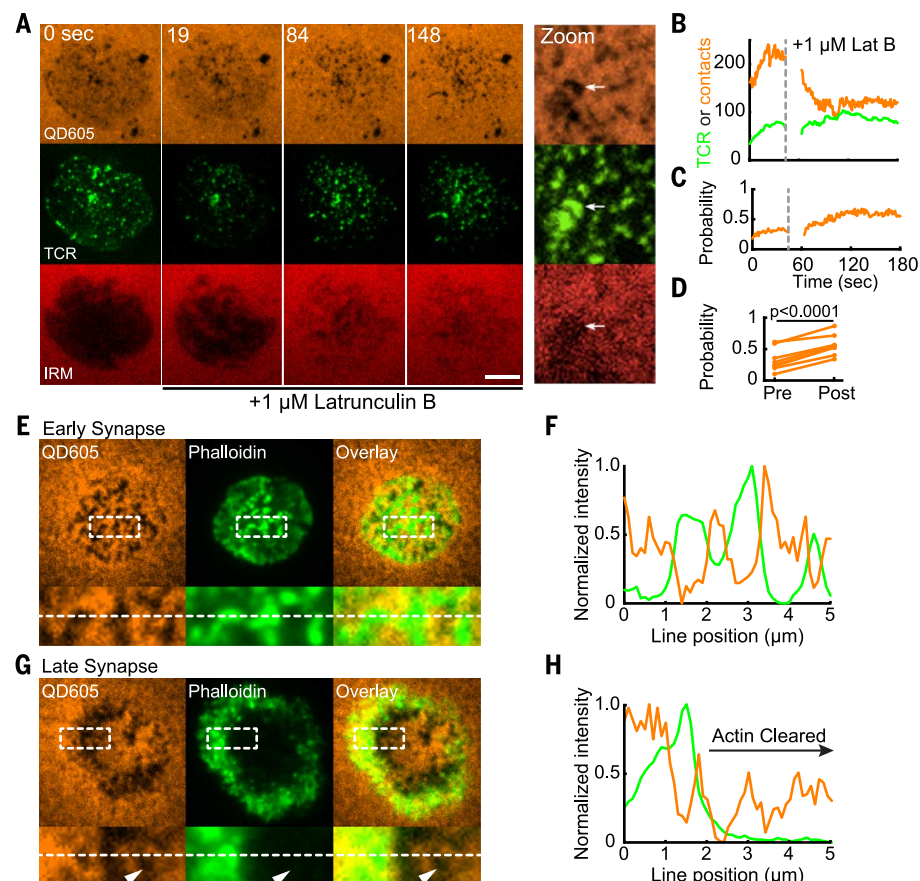 A
0 sec
19
84
148
Zoom
QD605
TCR
IRM
+1 µM Latrunculin B
B
+1 µM Lat B
TCR or contacts
200
100
0
C
Probability
1
0.5
0
0
60
120
180
Time (sec)
D
p<0.0001
Probability
1
0.5
0
Pre
Post
E Early Synapse
QD605
Phalloidin
Overlay
F
Normalized intensity
1.0
0.5
0
0 1 2 3 4 5
Line position (µm)
G Late Synapse
QD605
Phalloidin
Overlay
H
Actin Cleared
Normalized intensity
1.0
0.5
0
0 1 2 3 4 5
Line position (µm)